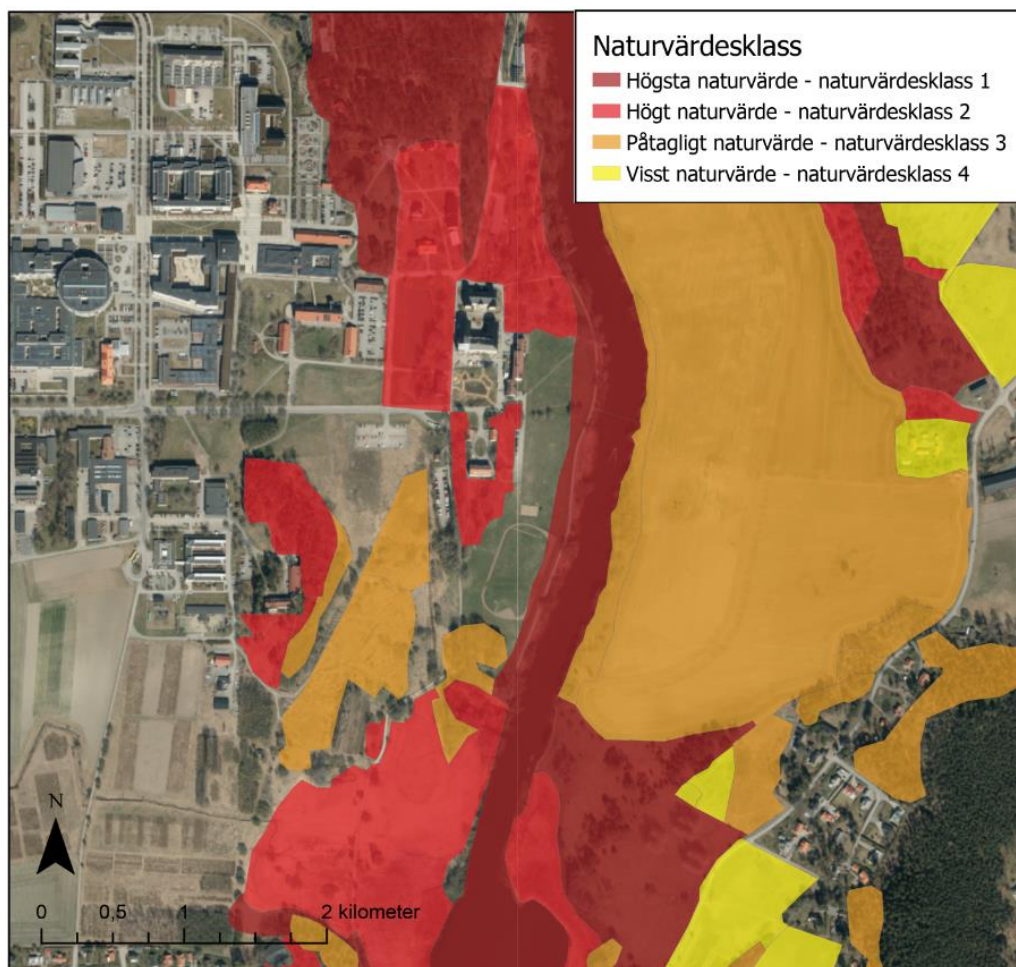 Naturvärdesklass
Högsta naturvärde - naturvärdesklass 1
Högt naturvärde - naturvärdesklass 2
Påtagligt naturvärde - naturvärdesklass 3
Visst naturvärde - naturvärdesklass 4
N
0 0,5 1 2 kilometer